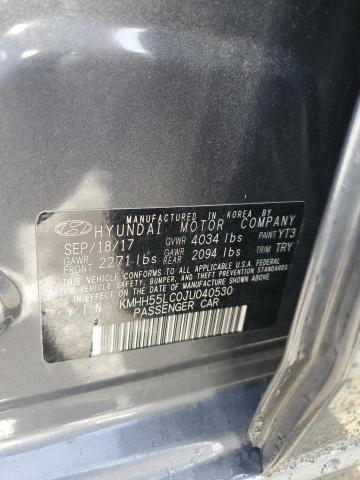 MANUFACTURED IN KOREA BY
HYUNDAI MOTOR COMPANY
SEP/18/17 GVWR 4034 lbs PAINT YT3
GAWR FRONT 2271 lbs GAWR REAR 2094 lbs TRIM TRY
THIS VEHICLE CONFORMS TO ALL APPLICABLE U.S.A. FEDERAL
MOTOR VEHICLE SAFETY, BUMPER, AND THEFT PREVENTION STANDARDS
IN EFFECT ON THE DATE OF MANUFACTURE SHOWN ABOVE.
VIN KMHH55LC0JU040530
PASSENGER CAR